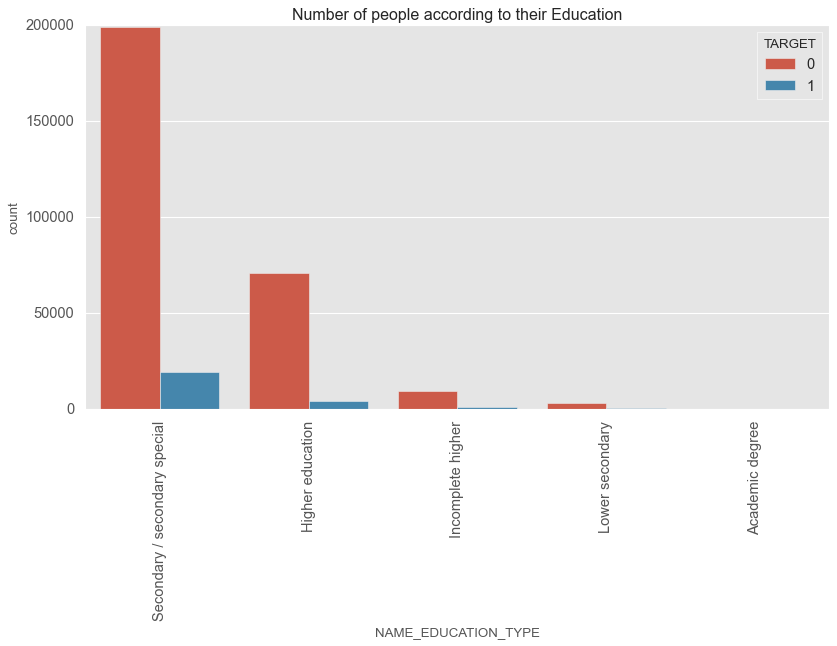 Number of people according to their Education
200000
150000
100000
50000
0
count
TARGET
0
1
Secondary / secondary special
Higher education
Incomplete higher
Lower secondary
Academic degree
NAME_EDUCATION_TYPE